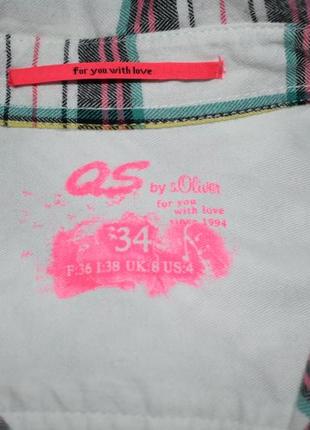 for you with love
QS by s.Oliver
for you
with love
since 1994
34
F:36 I:38 UK:8 US:4